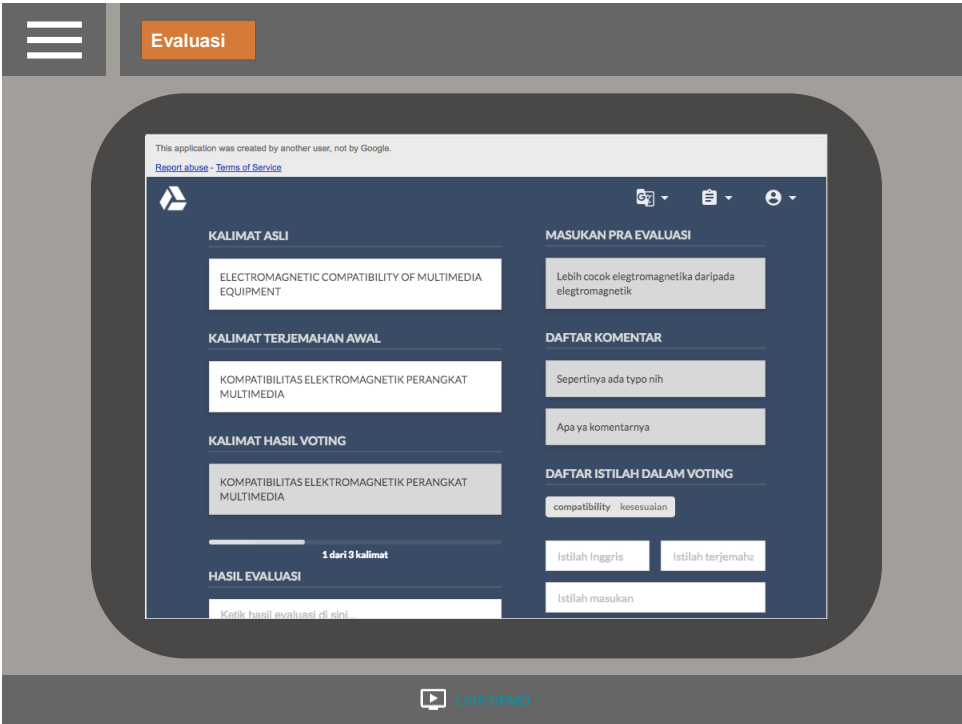 Evaluasi
This application was created by another user, not by Google.
Report abuse - Terms of Service
KALIMAT ASLI
ELECTROMAGNETIC COMPATIBILITY OF MULTIMEDIA
EQUIPMENT
KALIMAT TERJEMAHAN AWAL
KOMPATIBILITAS ELEKTROMAGNETIK PERANGKAT
MULTIMEDIA
KALIMAT HASIL VOTING
KOMPATIBILITAS ELEKTROMAGNETIK PERANGKAT
MULTIMEDIA
1 dari 3 kalimat
HASIL EVALUASI
Ketik hasil evaluasi di sini...
MASUKAN PRA EVALUASI
Lebih cocok elegtromagnetika daripada
elegtromagnetik
DAFTAR KOMENTAR
Sepertinya ada typo nih
Apa ya komentarnya
DAFTAR ISTILAH DALAM VOTING
compatibility kesesuaian
Istilah Inggris Istilah terjemaha
Istilah masukan
LIVE DEMO